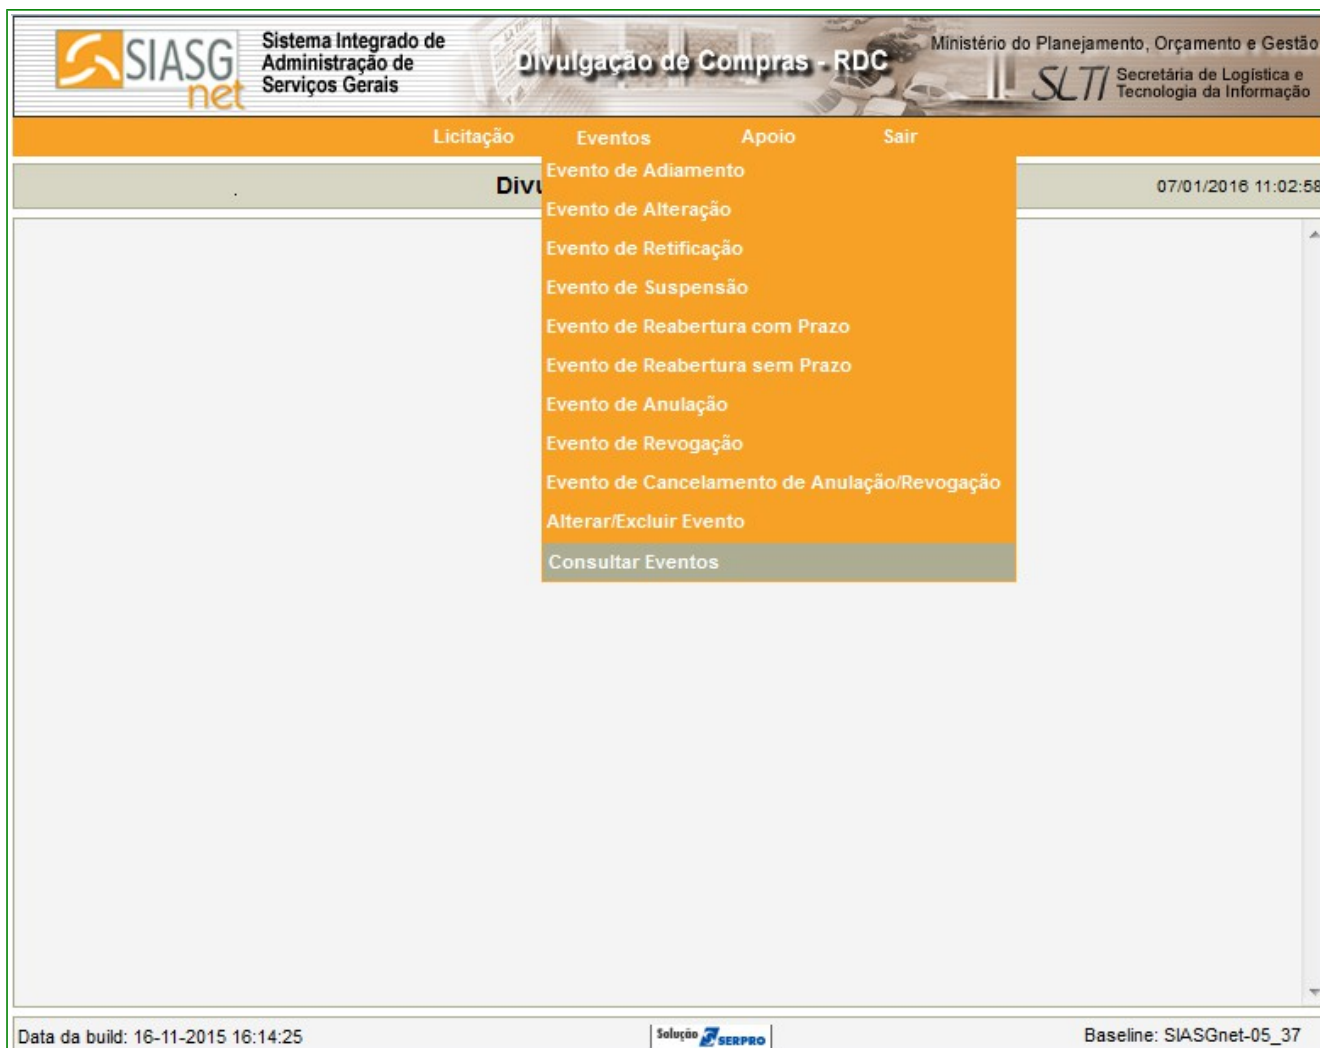 SIASG
net
Sistema Integrado de
Administração de
Serviços Gerais
Divulgação de Compras - RDC
Ministério do Planejamento, Orçamento e Gestão
SLTI
Secretária de Logística e
Tecnologia da Informação
Licitação Eventos Apoio Sair
. Divu 07/01/2016 11:02:58
Evento de Adiamento
Evento de Alteração
Evento de Retificação
Evento de Suspensão
Evento de Reabertura com Prazo
Evento de Reabertura sem Prazo
Evento de Anulação
Evento de Revogação
Evento de Cancelamento de Anulação/Revogação
Alterar/Excluir Evento
Consultar Eventos
Data da build: 16-11-2015 16:14:25 Solução SERPRO Baseline: SIASGnet-05_37